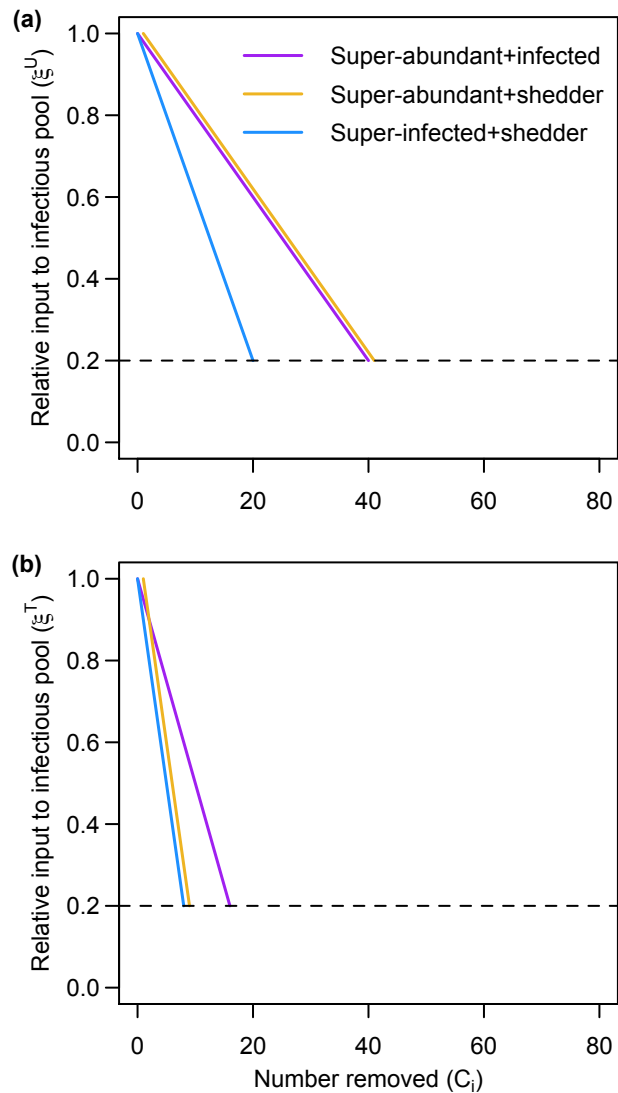 (a)
Relative input to infectious pool (ξᵁ)
1.0
0.8
0.6
0.4
0.2
0.0
Super-abundant+infected
Super-abundant+shedder
Super-infected+shedder
0 20 40 60 80
(b)
Relative input to infectious pool (ξᵀ)
1.0
0.8
0.6
0.4
0.2
0.0
0 20 40 60 80
Number removed (Cᵢ)